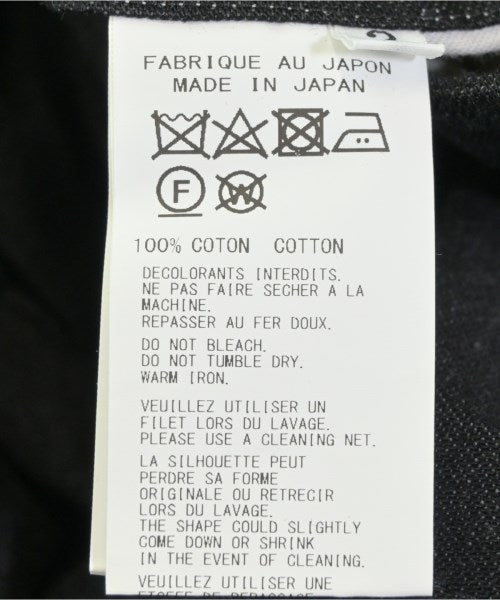 FABRIQUE AU JAPON
MADE IN JAPAN
F
W
100% COTON COTTON
DECOLORANTS INTERDITS.
NE PAS FAIRE SECHER A LA
MACHINE.
REPASSER AU FER DOUX.
DO NOT BLEACH.
DO NOT TUMBLE DRY.
WARM IRON.
VEUILLEZ UTILISER UN
FILET LORS DU LAVAGE.
PLEASE USE A CLEANING NET.
LA SILHOUETTE PEUT
PERDRE SA FORME
ORIGINALE OU RETRECIR
LORS DU LAVAGE.
THE SHAPE COULD SLIGHTLY
COME DOWN OR SHRINK
IN THE EVENT OF CLEANING.
VEUILLEZ UTILISER UNE